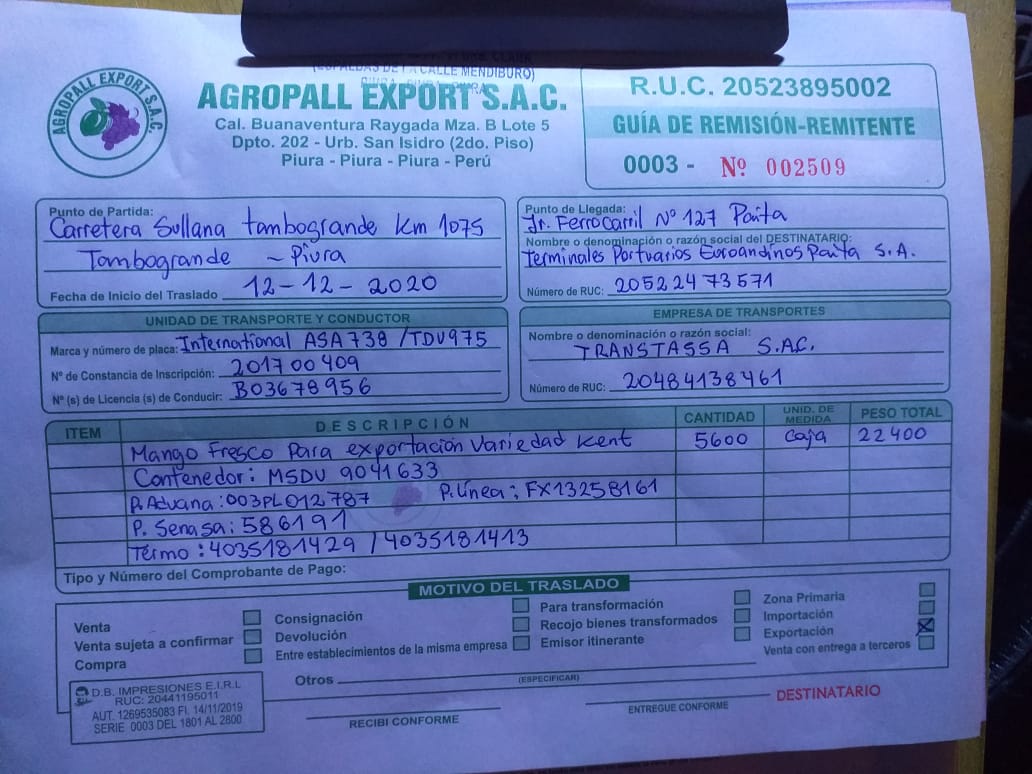 (ESPALDAS DE LA CALLE MENDIBURO)
AGROPALL EXPORT S.A.C.
AGROPALL EXPORT S.A.C.
Cal. Buanaventura Raygada Mza. B Lote 5
Dpto. 202 - Urb. San Isidro (2do. Piso)
Piura - Piura - Piura - Perú
R.U.C. 20523895002
GUÍA DE REMISIÓN-REMITENTE
0003 - Nº 002509
Punto de Partida:
Carretera Sullana tambogrande Km 1075
Tambogrande - Piura
Fecha de Inicio del Traslado 12-12-2020
Punto de Llegada:
Jr. Ferrocarril Nº 127 Paita
Nombre o denominación o razón social del DESTINATARIO:
Terminales Portuarios Euroandinos Paita S.A.
Número de RUC: 20522473571
UNIDAD DE TRANSPORTE Y CONDUCTOR
Marca y número de placa: International ASA738 /TDV975
Nº de Constancia de Inscripción: 201700409
Nº (s) de Licencia (s) de Conducir: B03678956
EMPRESA DE TRANSPORTES
Nombre o denominación o razón social:
TRANSTASSA S.AC.
Número de RUC: 20484138461
ITEM DESCRIPCIÓN CANTIDAD UNID. DE MEDIDA PESO TOTAL
Mango Fresco Para exportación Variedad Kent 5600 Caja 22400
Contenedor: MSDU 9041633
P. Aduana: 003PL012787 P. Línea: FX13258161
P. Senasa: 586191
Termo: 4035181429 / 4035181413
Tipo y Número del Comprobante de Pago:
MOTIVO DEL TRASLADO
Venta
Venta sujeta a confirmar
Compra
Consignación
Devolución
Entre establecimientos de la misma empresa
Para transformación
Recojo bienes transformados
Emisor itinerante
Zona Primaria
Importación
Exportación X
Venta con entrega a terceros
Otros
(ESPECIFICAR)
D.B. IMPRESIONES E.I.R.L
RUC: 20441195011
AUT. 1269535083 FI. 14/11/2019
SERIE 0003 DEL 1801 AL 2800
RECIBI CONFORME
ENTREGUE CONFORME
DESTINATARIO